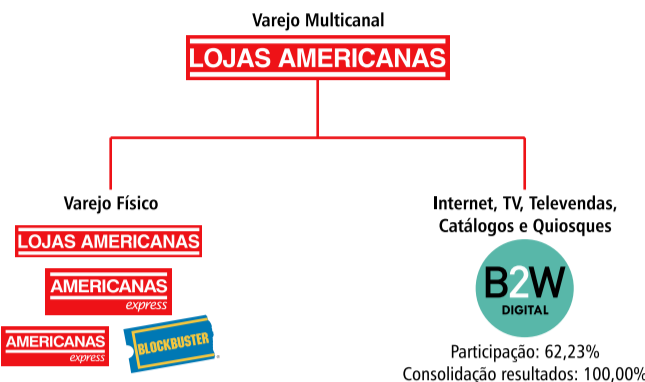 Varejo Multicanal
LOJAS AMERICANAS
Varejo Físico
LOJAS AMERICANAS
AMERICANAS
express
AMERICANAS
express
BLOCKBUSTER
Internet, TV, Televendas,
Catálogos e Quiosques
B2W
DIGITAL
Participação: 62,23%
Consolidação resultados: 100,00%